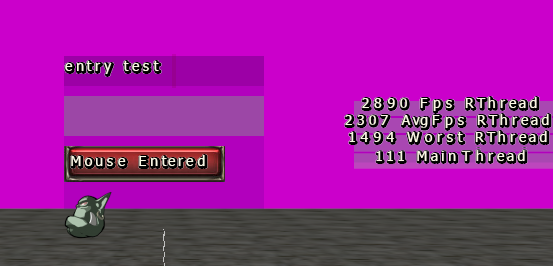 entry test
Mouse Entered
2890 Fps RThread
2307 AvgFps RThread
1494 Worst RThread
111 MainThread